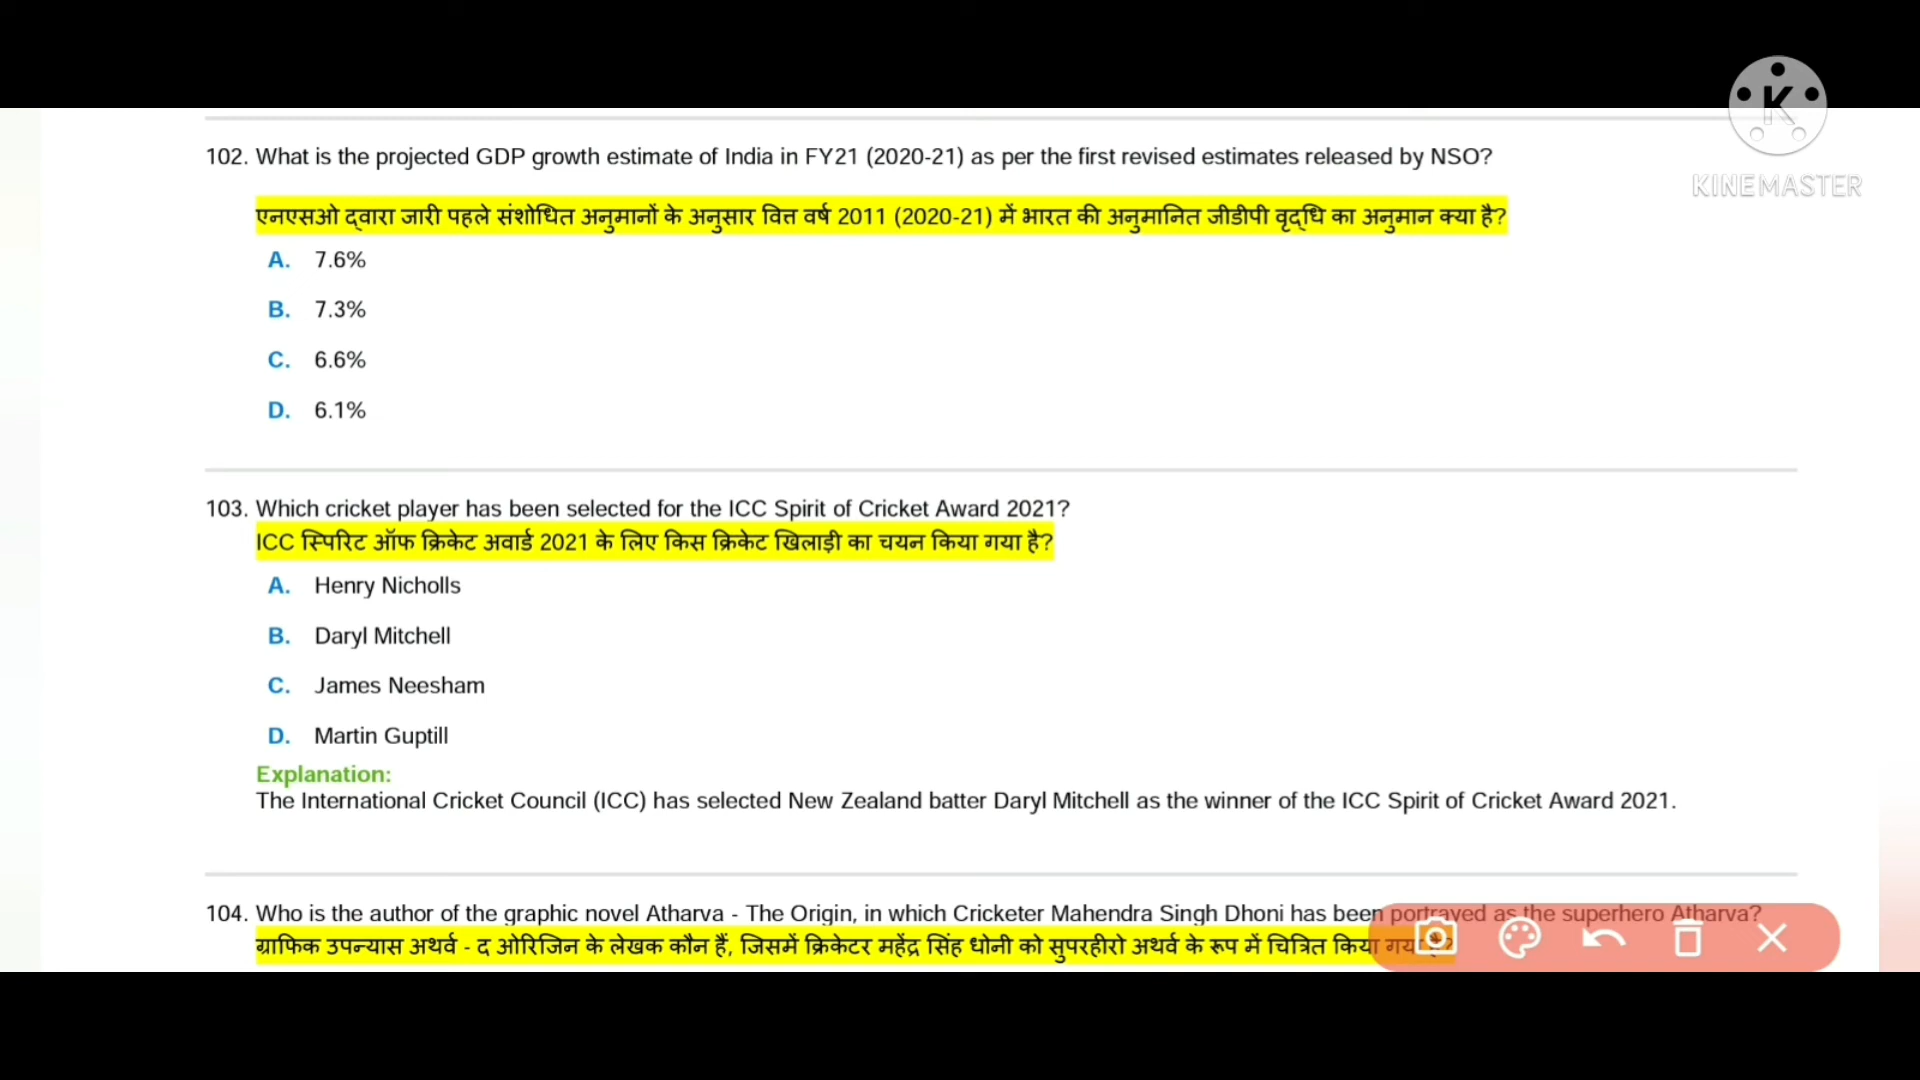 K
KINEMASTER
102. What is the projected GDP growth estimate of India in FY21 (2020-21) as per the first revised estimates released by NSO?
एनएसओ द्वारा जारी पहले संशोधित अनुमानों के अनुसार वित्त वर्ष 2011 (2020-21) में भारत की अनुमानित जीडीपी वृद्धि का अनुमान क्या है?
A. 7.6%
B. 7.3%
C. 6.6%
D. 6.1%
103. Which cricket player has been selected for the ICC Spirit of Cricket Award 2021?
ICC स्पिरिट ऑफ क्रिकेट अवार्ड 2021 के लिए किस क्रिकेट खिलाड़ी का चयन किया गया है?
A. Henry Nicholls
B. Daryl Mitchell
C. James Neesham
D. Martin Guptill
Explanation:
The International Cricket Council (ICC) has selected New Zealand batter Daryl Mitchell as the winner of the ICC Spirit of Cricket Award 2021.
104. Who is the author of the graphic novel Atharva - The Origin, in which Cricketer Mahendra Singh Dhoni has been portrayed as the superhero Atharva?
ग्राफिक उपन्यास अथर्व - द ओरिजिन के लेखक कौन हैं, जिसमें क्रिकेटर महेंद्र सिंह धोनी को सुपरहीरो अथर्व के रूप में चित्रित किया